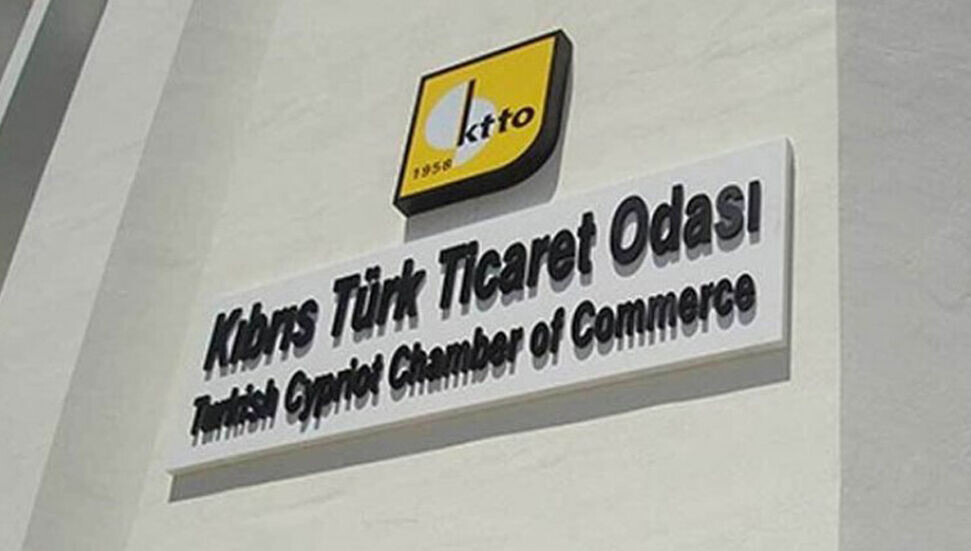 ktto
1958
Kıbrıs Türk Ticaret Odası
Turkish Cypriot Chamber of Commerce